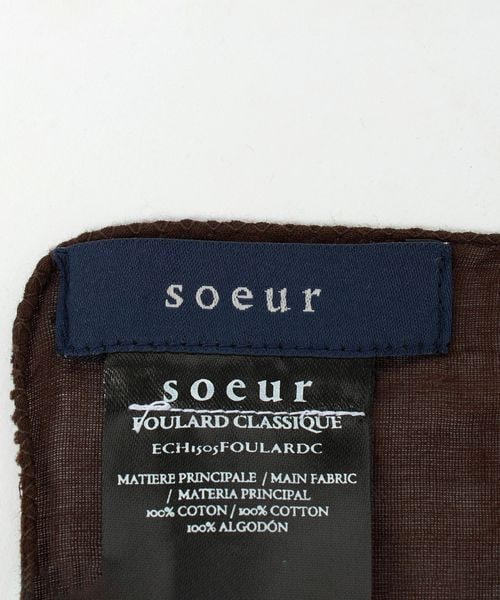 soeur
soeur
FOULARD CLASSIQUE
ECH1505FOULARDC
MATIERE PRINCIPALE / MAIN FABRIC
/ MATERIA PRINCIPAL
100% COTON / 100% COTTON
100% ALGODÓN